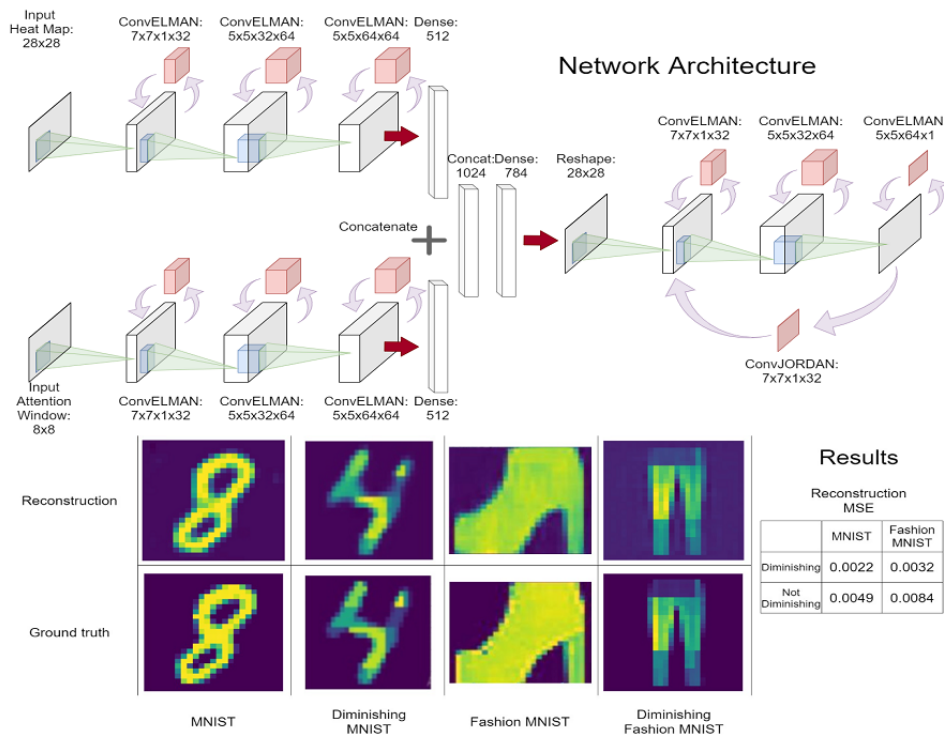 Input
Heat Map:
28x28
ConvELMAN:
7x7x1x32
ConvELMAN:
5x5x32x64
ConvELMAN:
5x5x64x64
Dense:
512
Network Architecture
Concatenate
Concat:
1024
Dense:
784
Reshape:
28x28
ConvELMAN:
7x7x1x32
ConvELMAN:
5x5x32x64
ConvELMAN:
5x5x64x1
ConvJORDAN:
7x7x1x32
Input
Attention
Window:
8x8
ConvELMAN:
7x7x1x32
ConvELMAN:
5x5x32x64
ConvELMAN:
5x5x64x64
Dense:
512
Reconstruction
Ground truth
MNIST
Diminishing
MNIST
Fashion MNIST
Diminishing
Fashion MNIST
Results
Reconstruction
MSE
MNIST
Fashion
MNIST
Diminishing 0.0022 0.0032
Not
Diminishing 0.0049 0.0084